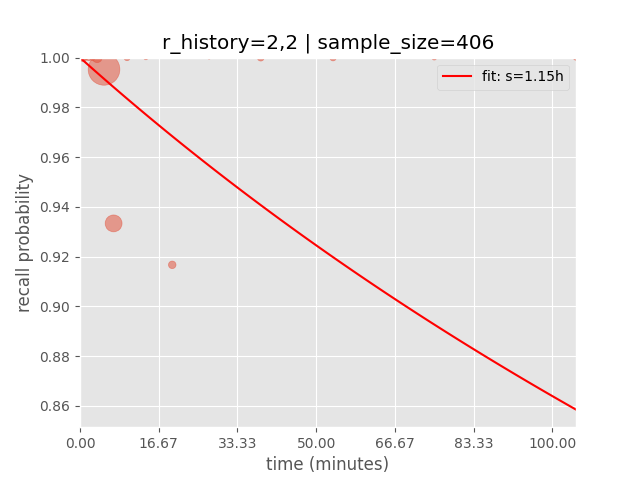 r_history=2,2 | sample_size=406
fit: s=1.15h
1.00
0.98
0.96
0.94
0.92
0.90
0.88
0.86
recall probability
0.00 16.67 33.33 50.00 66.67 83.33 100.00
time (minutes)